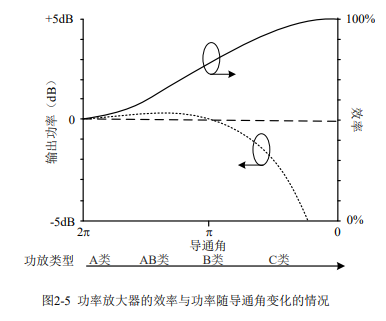 +5dB
100%
输出功率（dB）
0
效率
-5dB
0%
2π
π
0
导通角
功放类型
A类
AB类
B类
C类
图2-5 功率放大器的效率与功率随导通角变化的情况